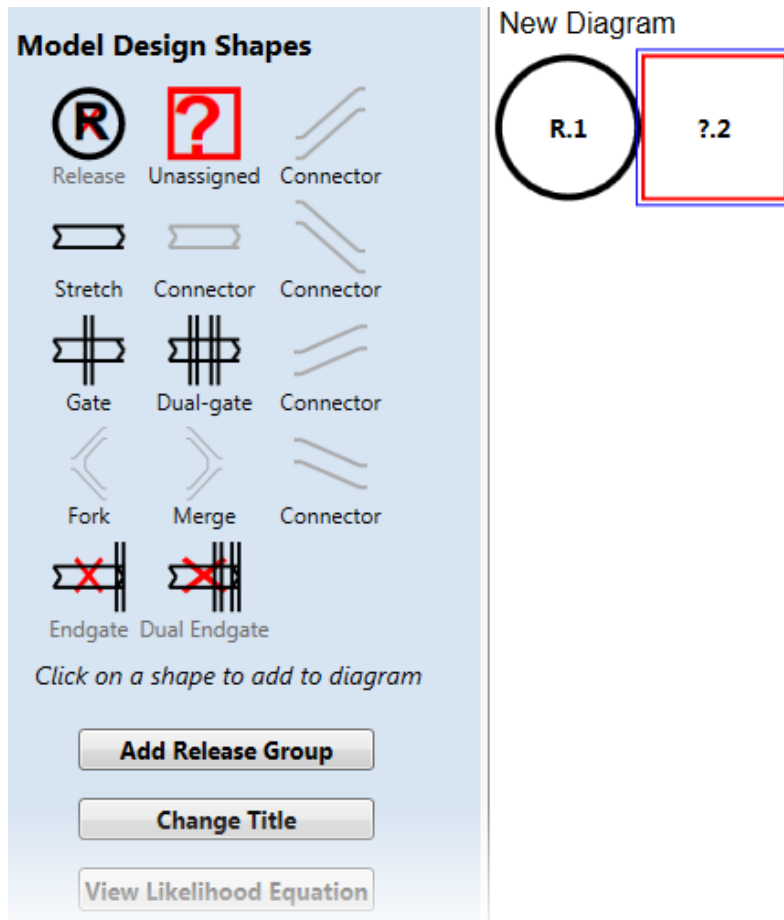 Model Design Shapes
New Diagram
R
?
Release Unassigned Connector
R.1 ?.2
Stretch Connector Connector
Gate Dual-gate Connector
Fork Merge Connector
Endgate Dual Endgate
Click on a shape to add to diagram
Add Release Group
Change Title
View Likelihood Equation